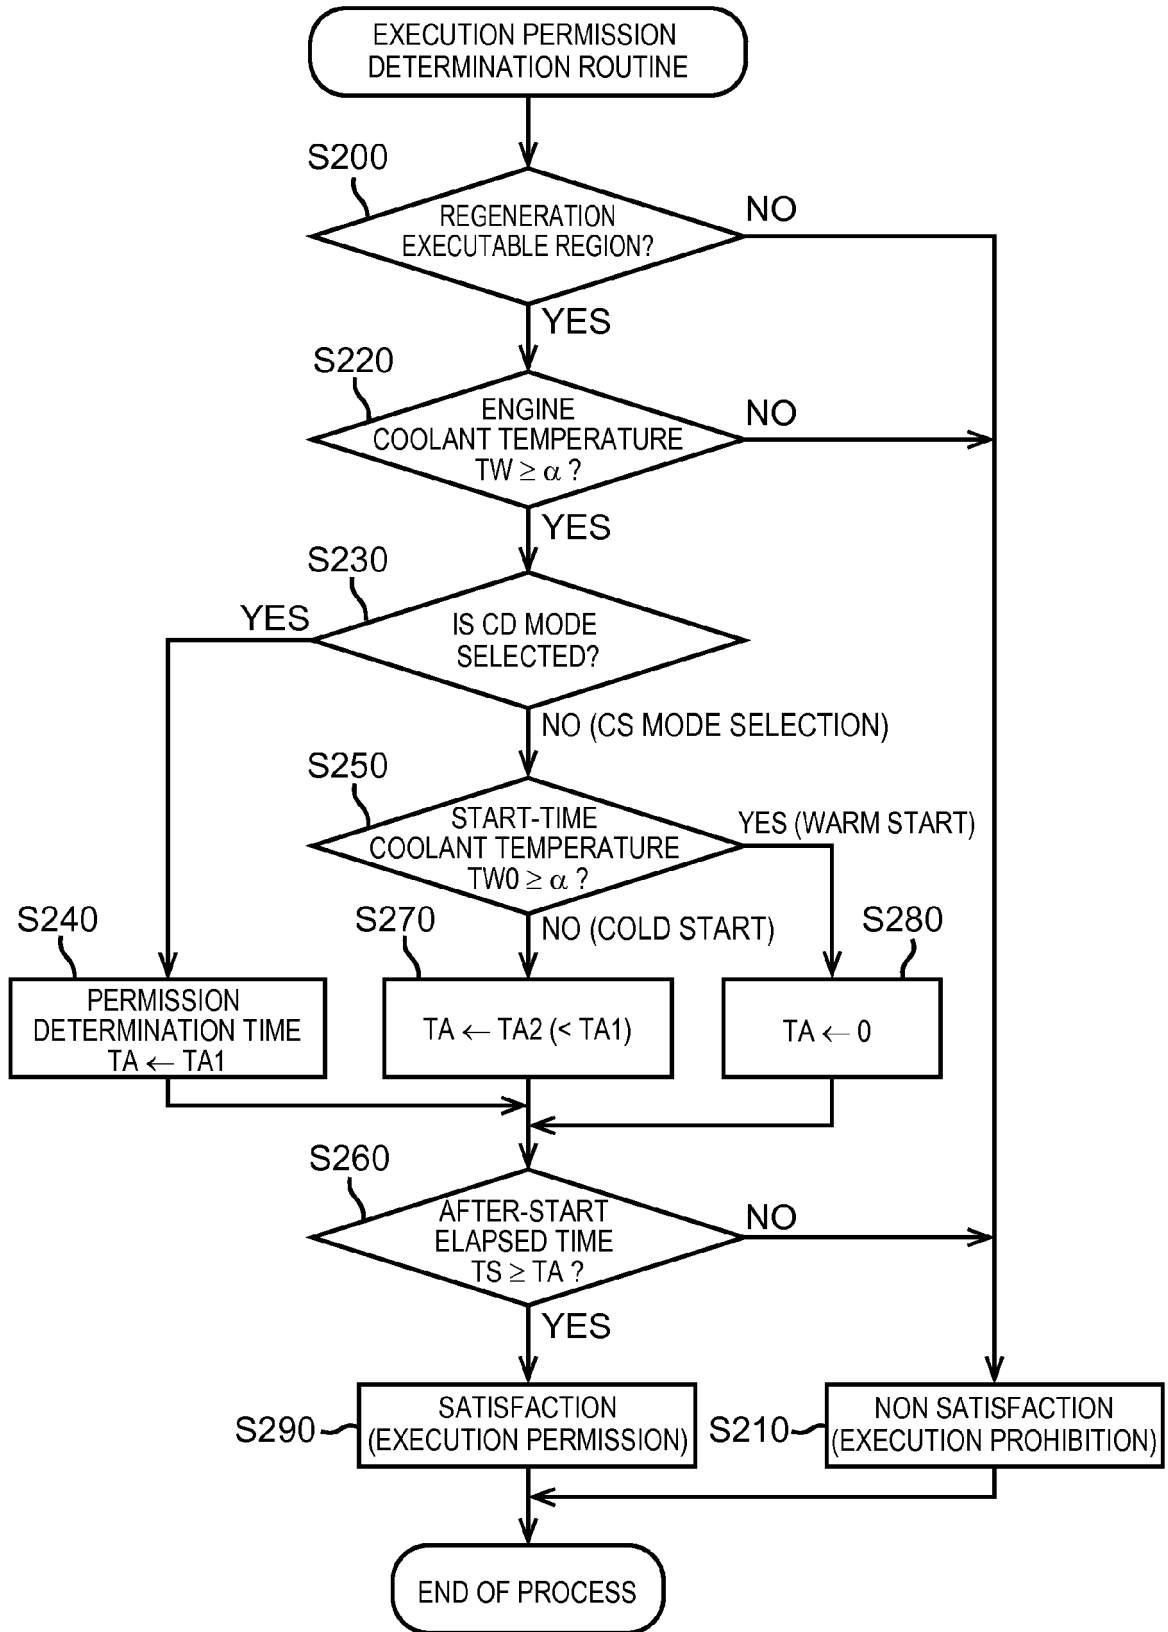 EXECUTION PERMISSION
DETERMINATION ROUTINE
S200
REGENERATION
EXECUTABLE REGION?
NO
YES
S220
ENGINE
COOLANT TEMPERATURE
TW ≥ α ?
NO
YES
S230
YES
IS CD MODE
SELECTED?
NO (CS MODE SELECTION)
S250
START-TIME
COOLANT TEMPERATURE
TW0 ≥ α ?
YES (WARM START)
NO (COLD START)
S240
PERMISSION
DETERMINATION TIME
TA ← TA1
S270
TA ← TA2 (< TA1)
S280
TA ← 0
S260
AFTER-START
ELAPSED TIME
TS ≥ TA ?
NO
YES
S290
SATISFACTION
(EXECUTION PERMISSION)
S210
NON SATISFACTION
(EXECUTION PROHIBITION)
END OF PROCESS